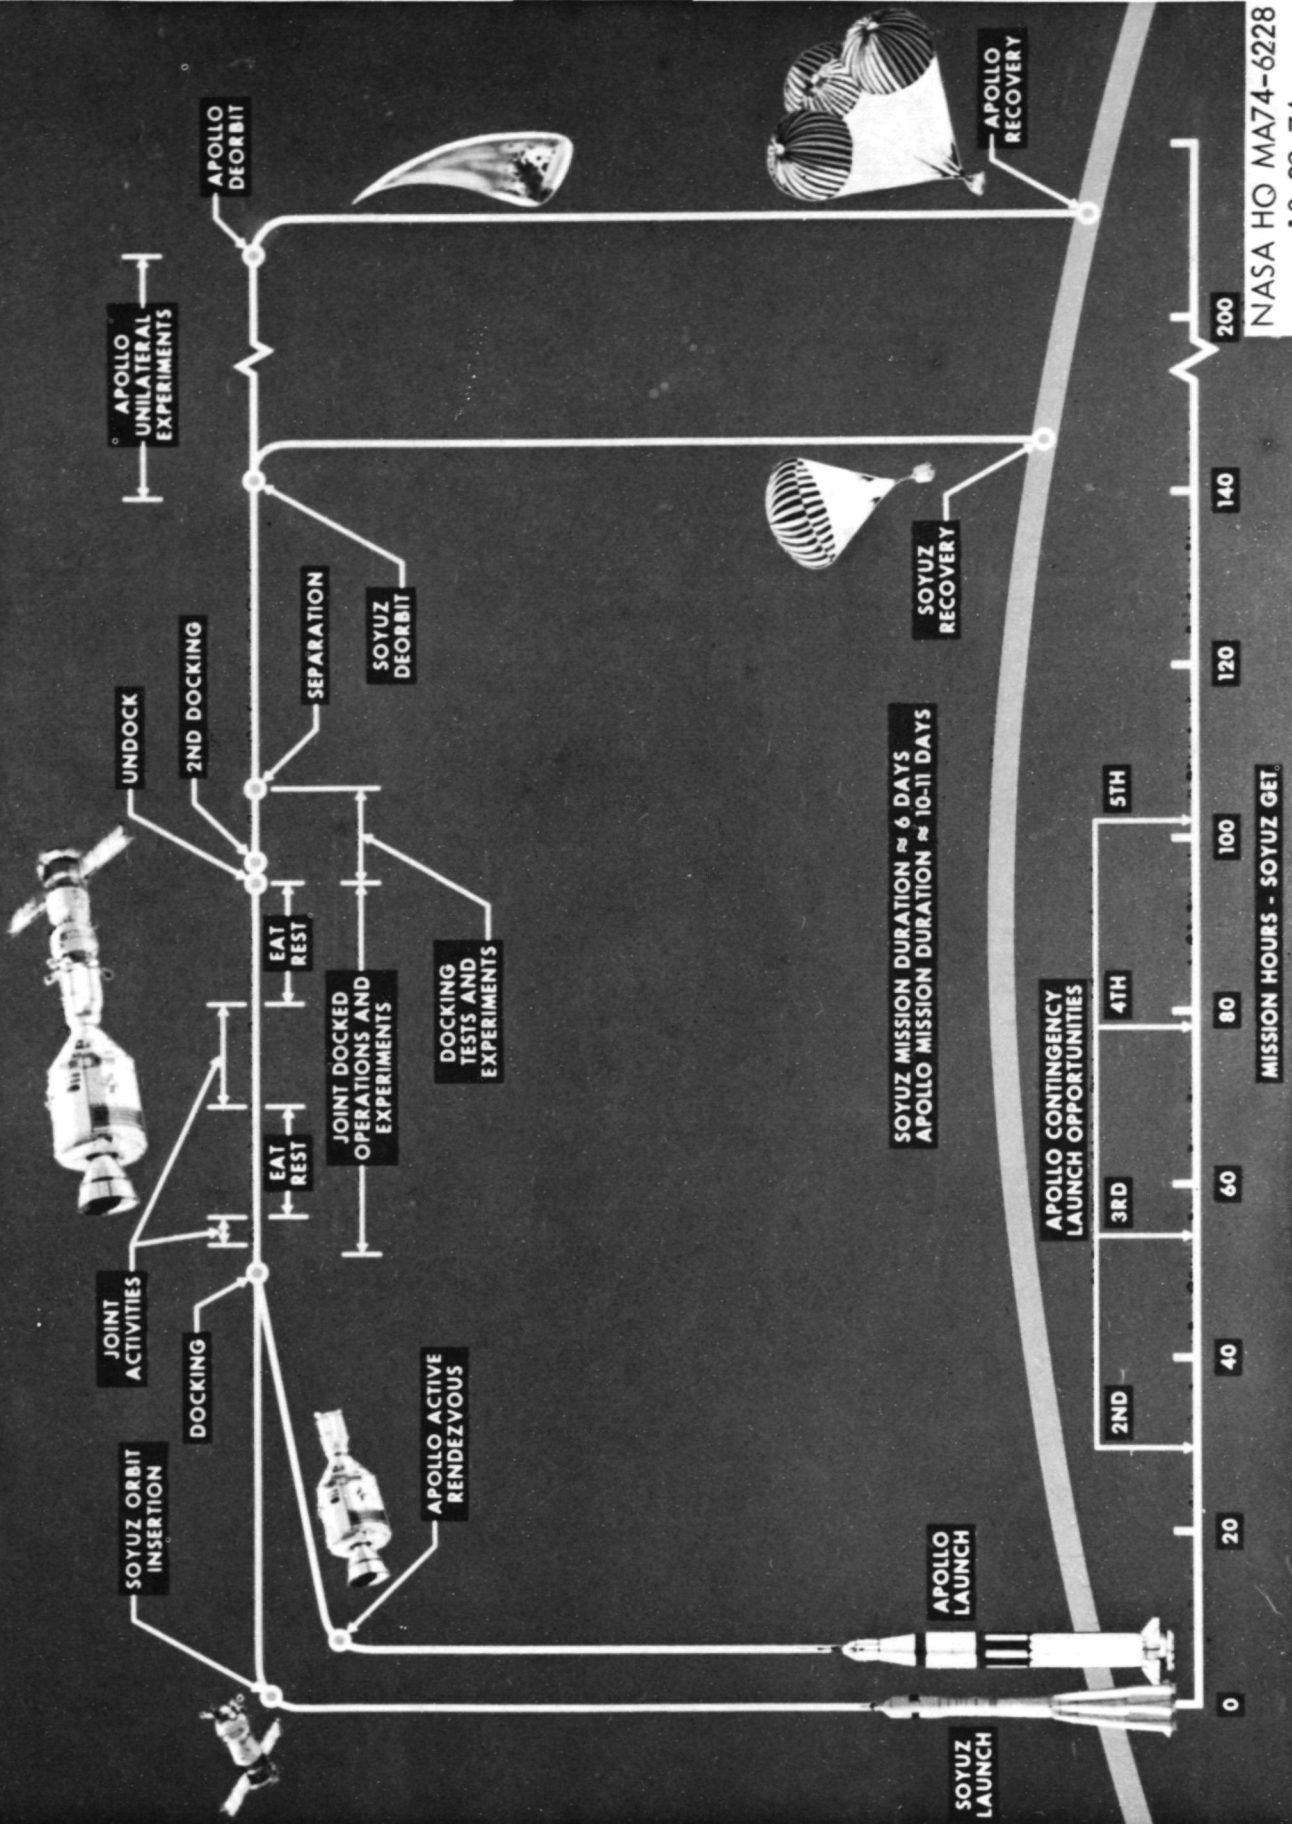 APOLLO
UNILATERAL
EXPERIMENTS
APOLLO
DEORBIT
UNDOCK
2ND DOCKING
JOINT
ACTIVITIES
DOCKING
SOYUZ ORBIT
INSERTION
EAT
REST
EAT
REST
SEPARATION
JOINT DOCKED
OPERATIONS AND
EXPERIMENTS
SOYUZ
DEORBIT
DOCKING
TESTS AND
EXPERIMENTS
APOLLO ACTIVE
RENDEZVOUS
SOYUZ MISSION DURATION ≈ 6 DAYS
APOLLO MISSION DURATION ≈ 10-11 DAYS
SOYUZ
RECOVERY
APOLLO
RECOVERY
APOLLO
LAUNCH
SOYUZ
LAUNCH
APOLLO CONTINGENCY
LAUNCH OPPORTUNITIES
2ND
3RD
4TH
5TH
0
20
40
60
80
100
120
140
200
MISSION HOURS - SOYUZ GET
NASA HQ MA74-6228